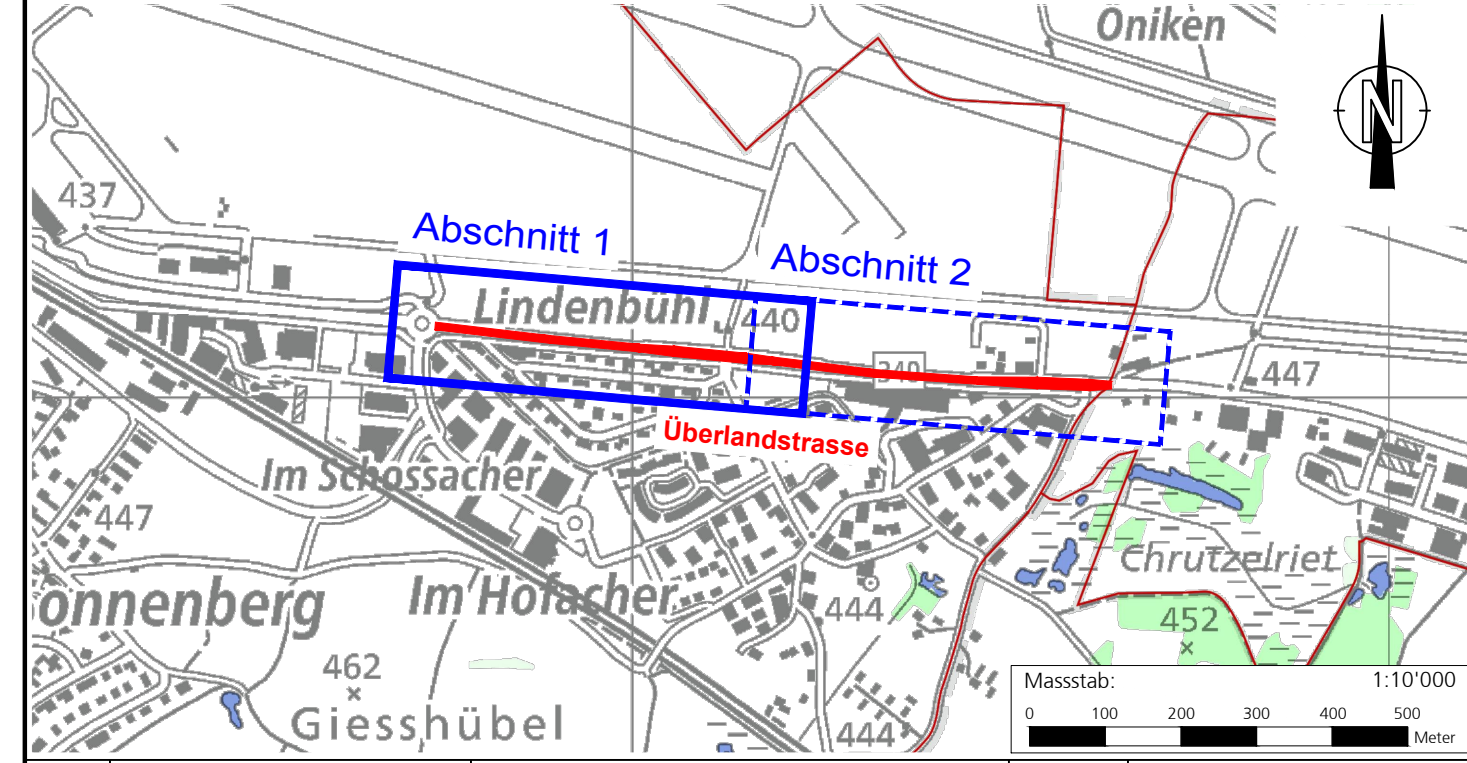 Öniken
N
437
Abschnitt 1
Abschnitt 2
Lindenbühl
440
340
447
Überlandstrasse
Im Schossacher
447
Chrutzelriet
onnenberg
Im Hofacher
444
452
462
Giesshübel
444
Massstab: 1:10'000
0 100 200 300 400 500
Meter